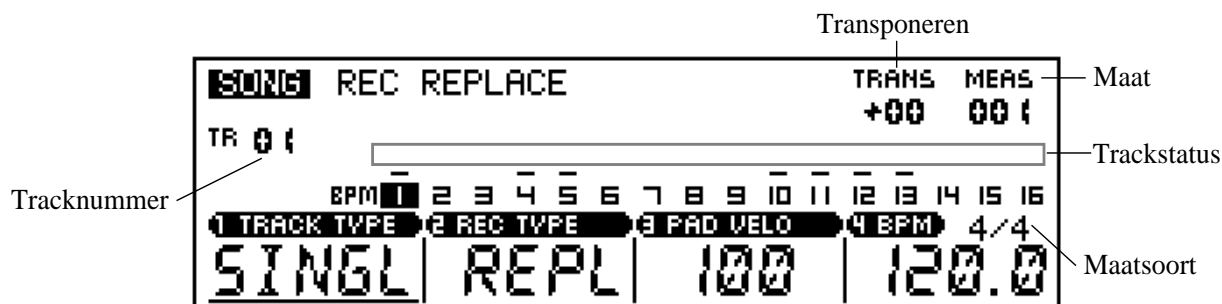 Transponeren
SONG REC REPLACE TRANS MEAS
Maat
+00 001
TR 01
Trackstatus
Tracknummer
BPM 1 2 3 4 5 6 7 8 9 10 11 12 13 14 15 16
1 TRACK TYPE 2 REC TYPE 3 PAD VELO 4 BPM 4/4
SINGL REPL 100 120.0
Maatsoort